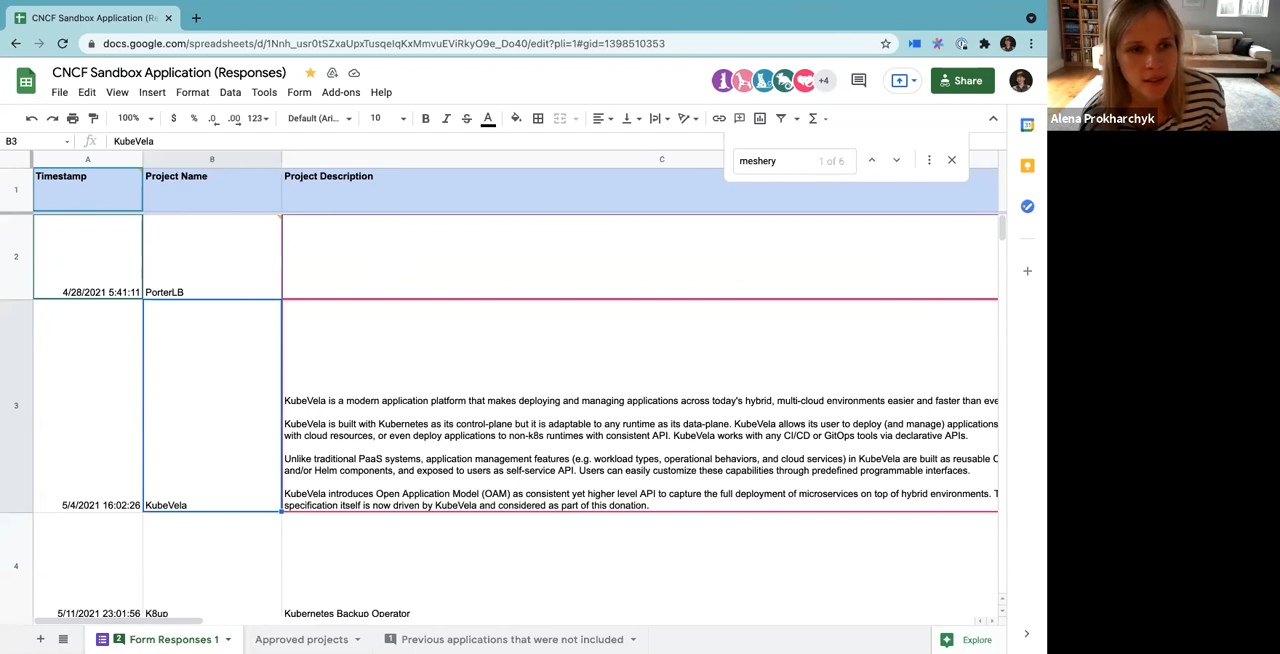 CNCF Sandbox Application (Re
docs.google.com/spreadsheets/d/1Nnh_usr0tSZxaUpxTusqelqKxMmvuEViRkyO9e_Do40/edit?pli=1#gid=1398510353
CNCF Sandbox Application (Responses)
File Edit View Insert Format Data Tools Form Add-ons Help
+4
Share
100% $ % .0 .00 123 Default (Ari... 10 B I S A
B3 fx KubeVela
meshery 1 of 6
A B C
1 Timestamp Project Name Project Description
2 4/28/2021 5:41:11 PorterLB
KubeVela is a modern application platform that makes deploying and managing applications across today's hybrid, multi-cloud environments easier and faster than eve
KubeVela is built with Kubernetes as its control-plane but it is adaptable to any runtime as its data-plane. KubeVela allows its user to deploy (and manage) applications
with cloud resources, or even deploy applications to non-k8s runtimes with consistent API. KubeVela works with any CI/CD or GitOps tools via declarative APIs.
Unlike traditional PaaS systems, application management features (e.g. workload types, operational behaviors, and cloud services) in KubeVela are built as reusable C
and/or Helm components, and exposed to users as self-service API. Users can easily customize these capabilities through predefined programmable interfaces.
KubeVela introduces Open Application Model (OAM) as consistent yet higher level API to capture the full deployment of microservices on top of hybrid environments. T
specification itself is now driven by KubeVela and considered as part of this donation.
3 5/4/2021 16:02:26 KubeVela
4 5/11/2021 23:01:56 K8up Kubernetes Backup Operator
2 Form Responses 1 Approved projects 1 Previous applications that were not included Explore
Alena Prokharchyk